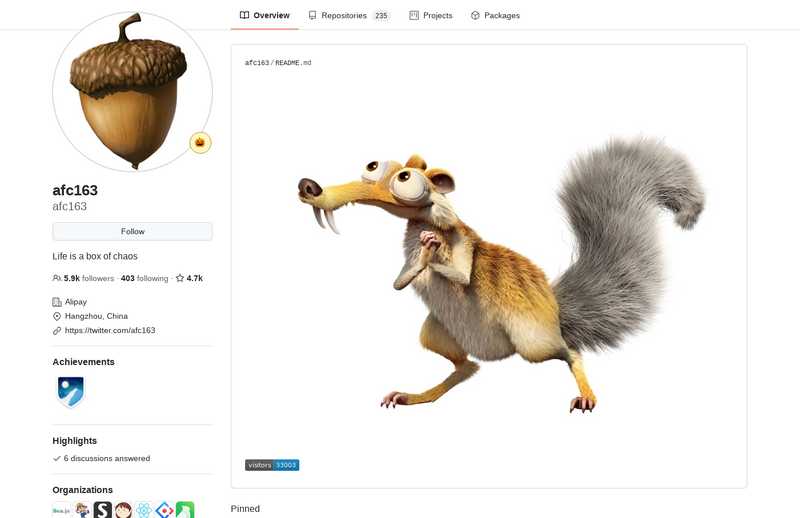 Overview
Repositories 235
Projects
Packages
afc163/README.md
afc163
afc163
Follow
Life is a box of chaos
5.9k followers · 403 following · 4.7k
Alipay
Hangzhou, China
https://twitter.com/afc163
Achievements
Highlights
6 discussions answered
Organizations
visitors 33003
Pinned